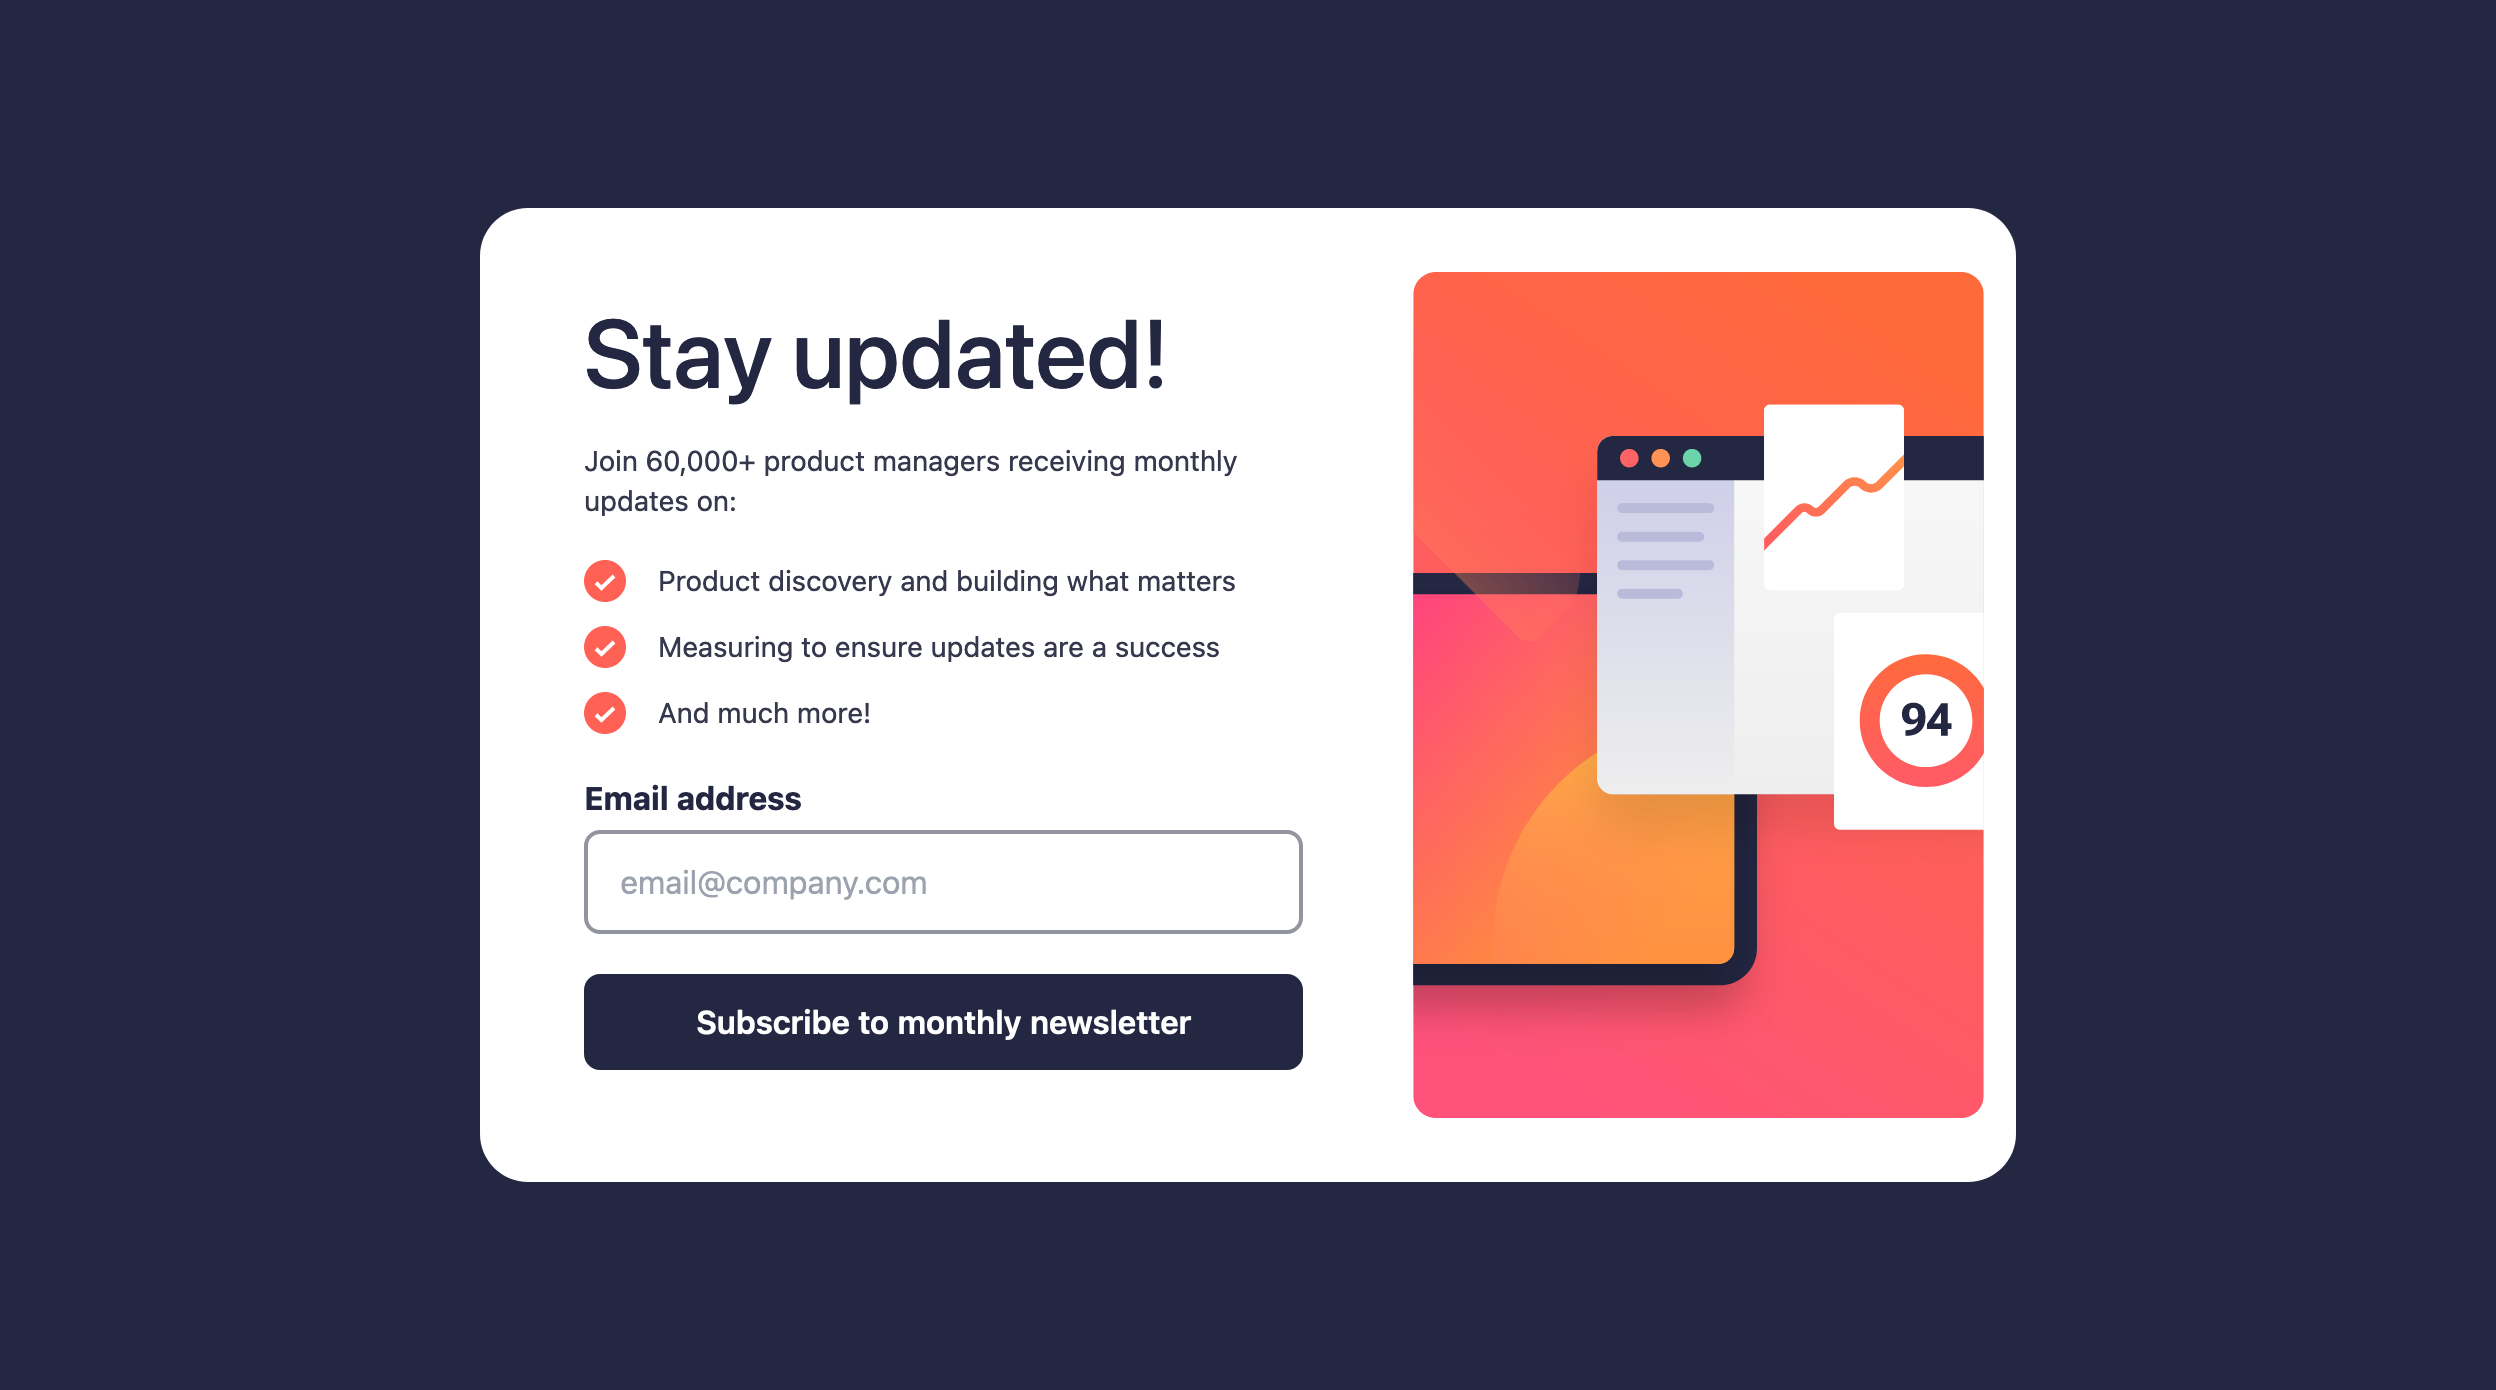 Stay updated!
Join 60,000+ product managers receiving monthly
updates on:
Product discovery and building what matters
Measuring to ensure updates are a success
And much more!
Email address
email@company.com
Subscribe to monthly newsletter
94